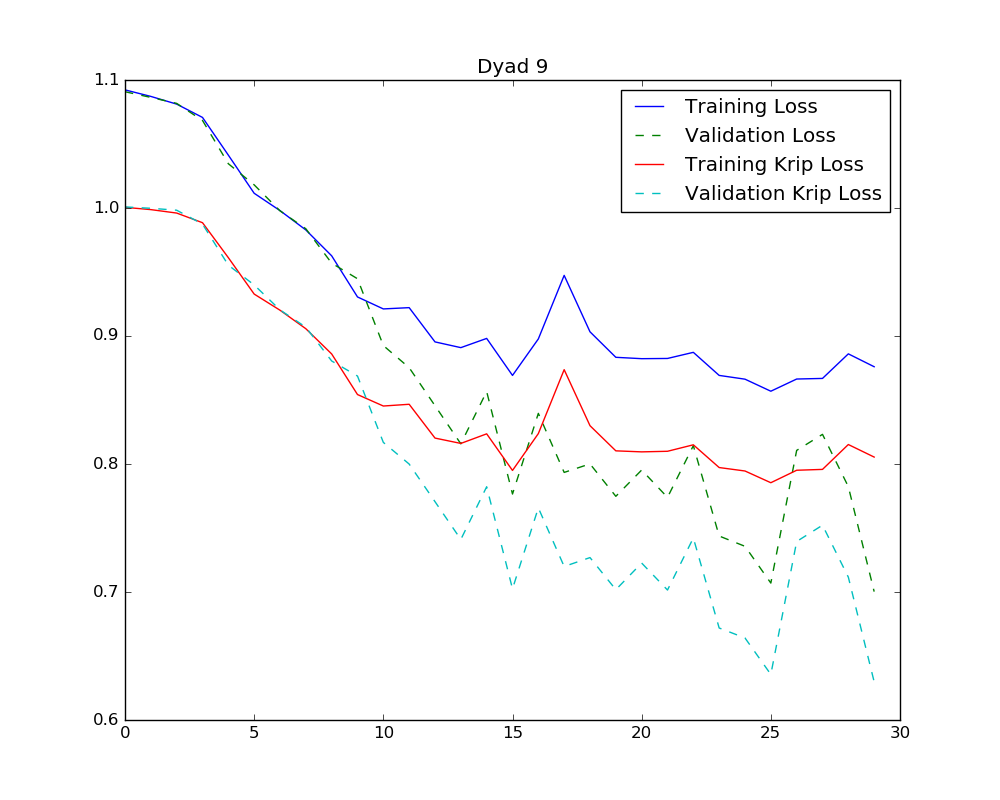 Dyad 9
1.1
1.0
0.9
0.8
0.7
0.6
0 5 10 15 20 25 30
Training Loss
Validation Loss
Training Krip Loss
Validation Krip Loss